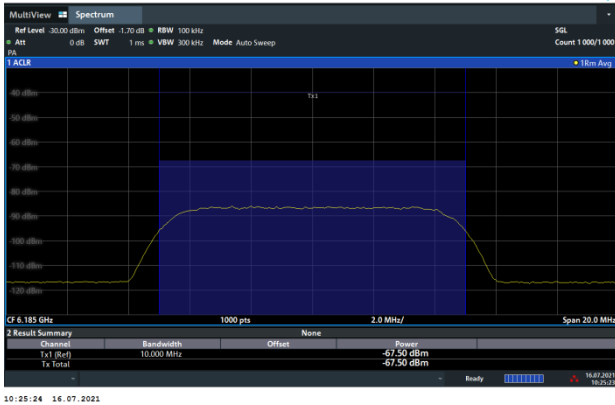 MultiView Spectrum
Ref Level -30.00 dBm Offset -1.70 dB RBW 100 kHz SGL
Att 0 dB SWT 1 ms VBW 300 kHz Mode Auto Sweep Count 1000/1000
PA
1 ACLR 1Rm Avg
-40 dBm
Tx1
-50 dBm
-60 dBm
-70 dBm
-80 dBm
-90 dBm
-100 dBm
-110 dBm
-120 dBm
CF 6.185 GHz 1000 pts 2.0 MHz/ Span 20.0 MHz
2 Result Summary None
Channel Bandwidth Offset Power
Tx1 (Ref) 10.000 MHz -67.50 dBm
Tx Total -67.50 dBm
Ready 16.07.2021
10:25:23
10:25:24 16.07.2021